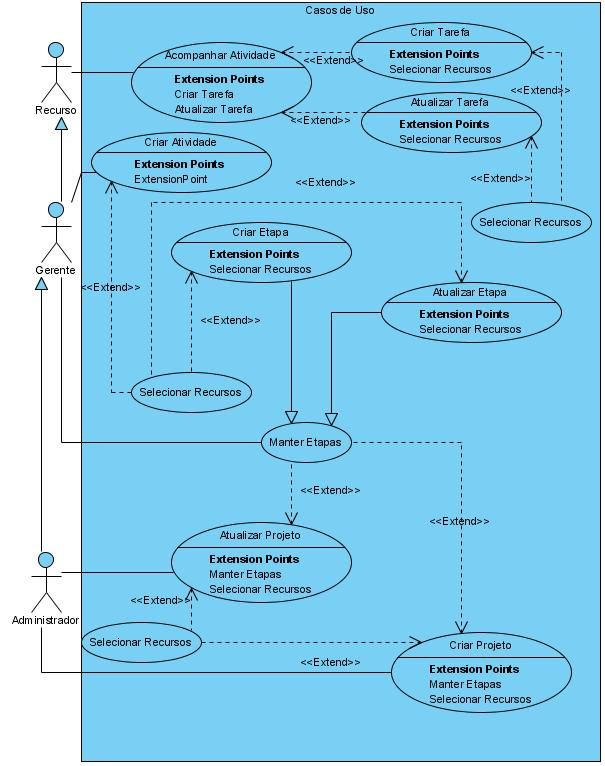 Casos de Uso
Criar Tarefa
Extension Points
Selecionar Recursos
Acompanhar Atividade
Extension Points
Criar Tarefa
Atualizar Tarefa
<<Extend>>
<<Extend>>
Recurso
Atualizar Tarefa
Extension Points
Selecionar Recursos
<<Extend>>
Criar Atividade
Extension Points
ExtensionPoint
<<Extend>>
<<Extend>>
Selecionar Recursos
Criar Etapa
Extension Points
Selecionar Recursos
Gerente
<<Extend>>
Atualizar Etapa
Extension Points
Selecionar Recursos
<<Extend>>
Selecionar Recursos
Manter Etapas
<<Extend>>
<<Extend>>
Atualizar Projeto
Extension Points
Manter Etapas
Selecionar Recursos
Administrador
<<Extend>>
Selecionar Recursos
<<Extend>>
Criar Projeto
Extension Points
Manter Etapas
Selecionar Recursos